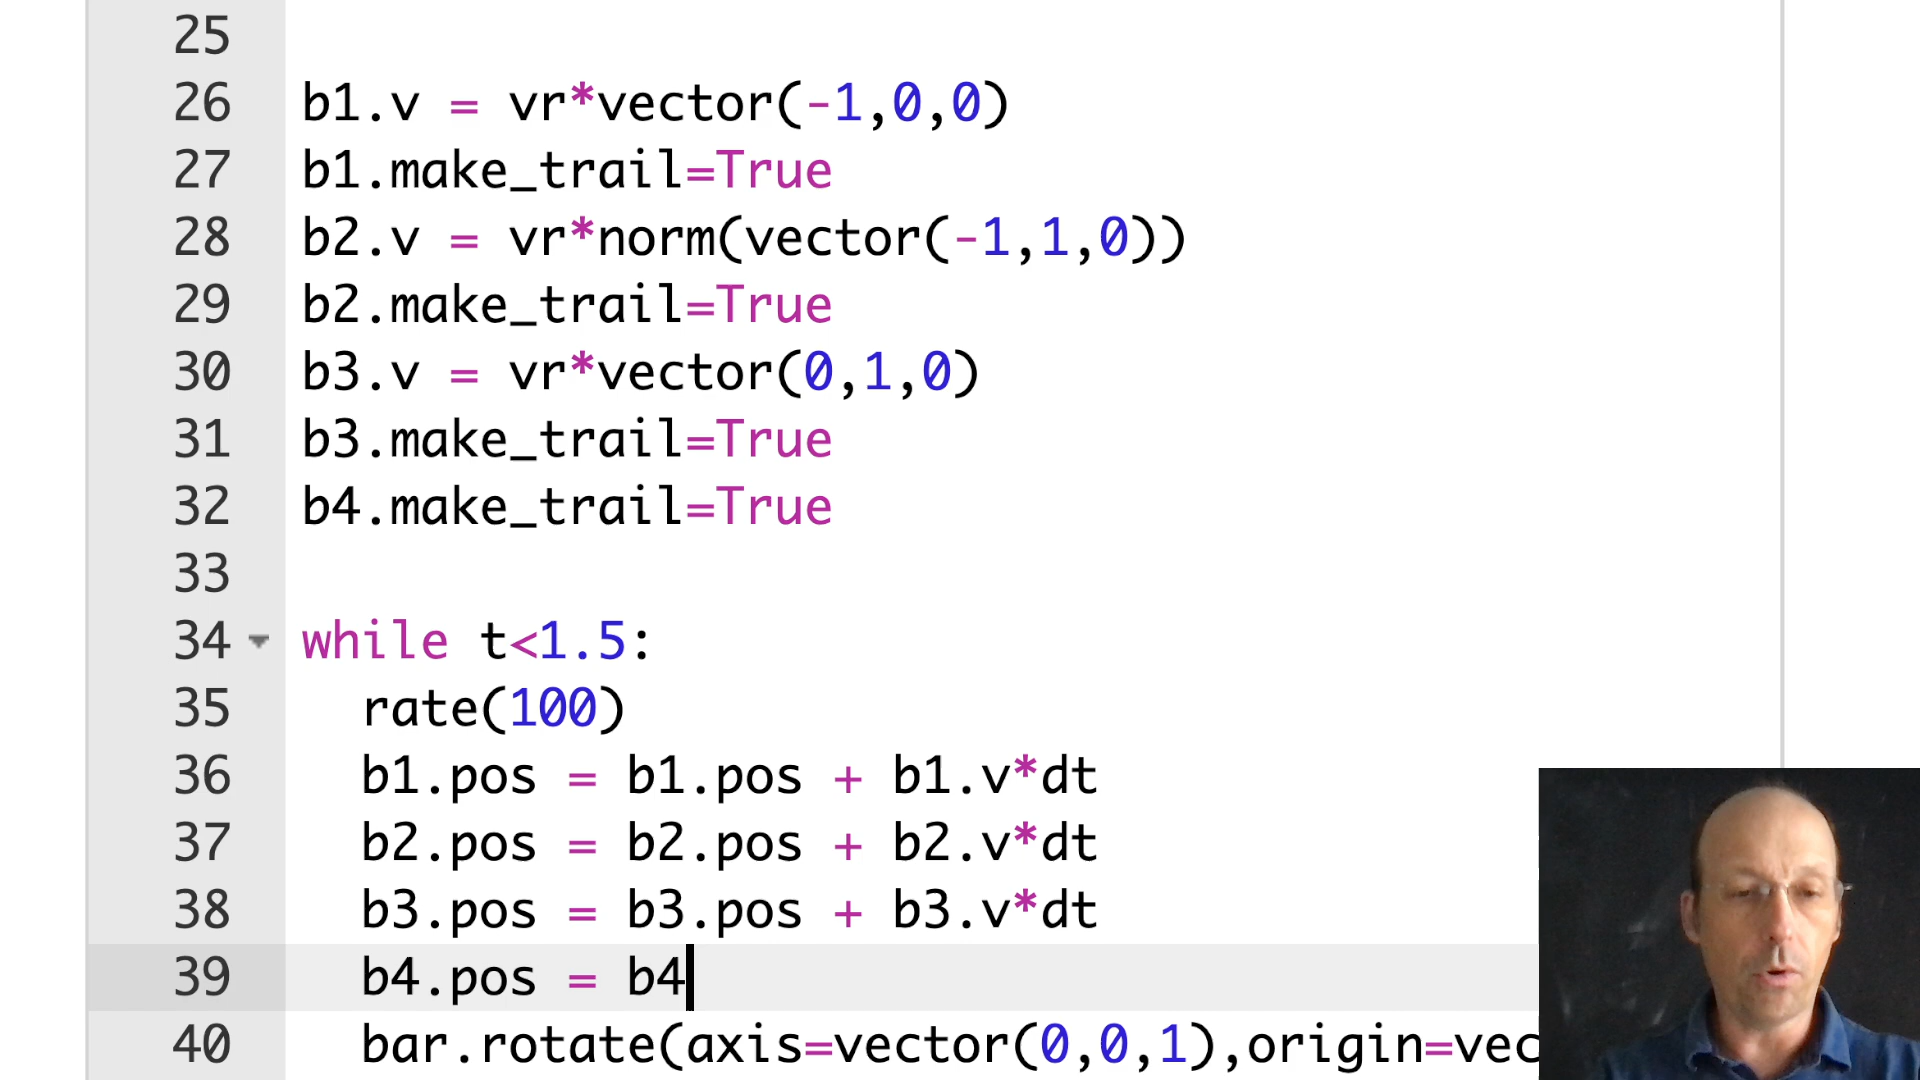 25
26 b1.v = vr*vector(-1,0,0)
27 b1.make_trail=True
28 b2.v = vr*norm(vector(-1,1,0))
29 b2.make_trail=True
30 b3.v = vr*vector(0,1,0)
31 b3.make_trail=True
32 b4.make_trail=True
33
34 while t<1.5:
35 rate(100)
36 b1.pos = b1.pos + b1.v*dt
37 b2.pos = b2.pos + b2.v*dt
38 b3.pos = b3.pos + b3.v*dt
39 b4.pos = b4
40 bar.rotate(axis=vector(0,0,1),origin=vec